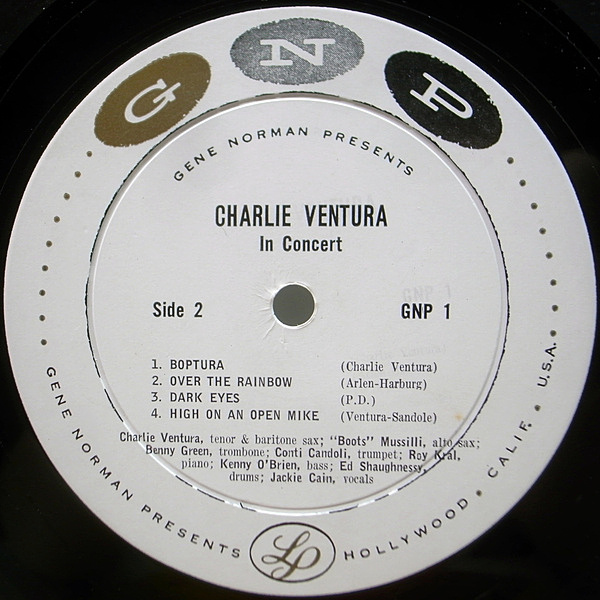 G N P
GENE NORMAN PRESENTS
CHARLIE VENTURA
In Concert
Side 2
GNP 1
1. BOPTURA (Charlie Ventura)
2. OVER THE RAINBOW (Arlen-Harburg)
3. DARK EYES (P.D.)
4. HIGH ON AN OPEN MIKE (Ventura-Sandole)
Charlie Ventura, tenor & baritone sax; "Boots" Mussilli, alto sax;
Benny Green, trombone; Conti Candoli, trumpet; Roy Kral,
piano; Kenny O'Brien, bass; Ed Shaughnessy,
drums; Jackie Cain, vocals
GENE NORMAN PRESENTS LP HOLLYWOOD • CALIF. • U.S.A.